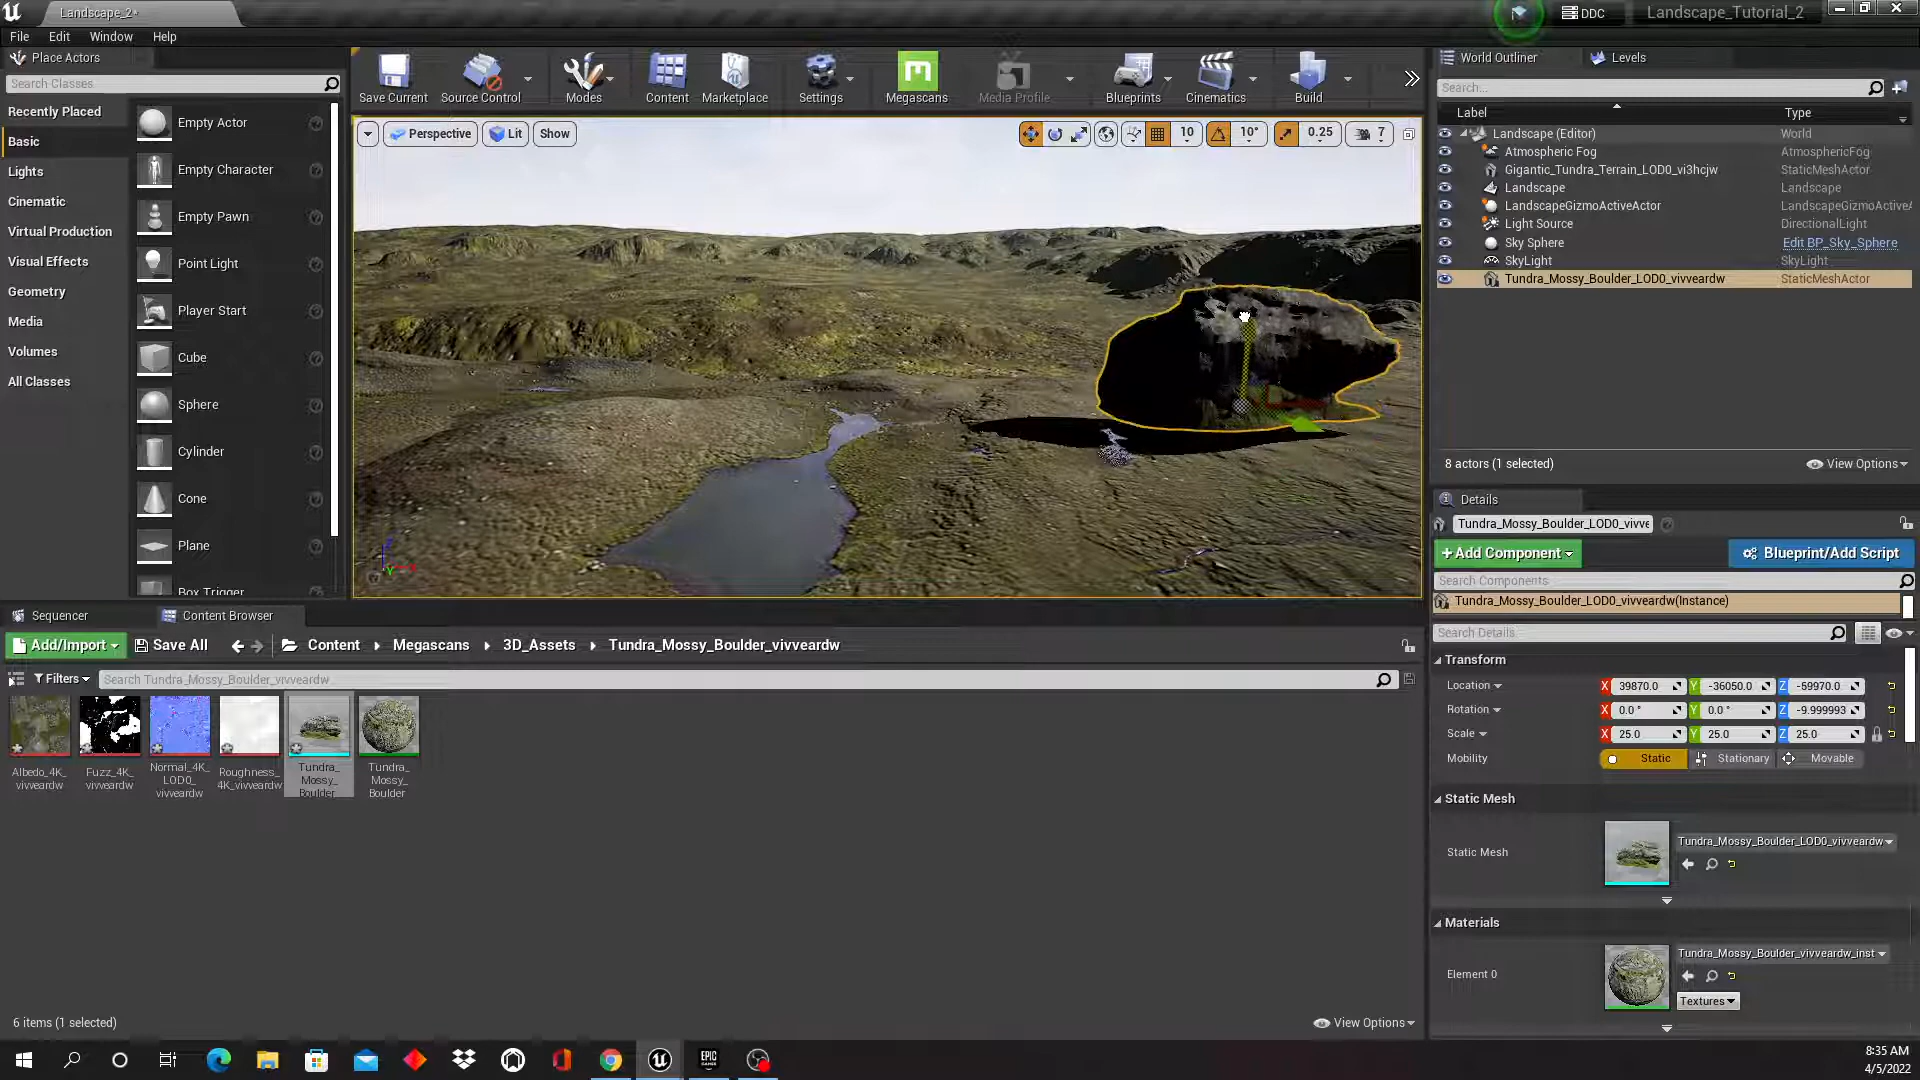 Landscape_2*
DDC
Landscape_Tutorial_2
File
Edit
Window
Help
Place Actors
Search Classes
Recently Placed
Basic
Lights
Cinematic
Virtual Production
Visual Effects
Geometry
Media
Volumes
All Classes
Empty Actor
Empty Character
Empty Pawn
Point Light
Player Start
Cube
Sphere
Cylinder
Cone
Plane
Box Trigger
Save Current
Source Control
Modes
Content
Marketplace
Settings
Megascans
Media Profile
Blueprints
Cinematics
Build
Perspective
Lit
Show
10
10°
0.25
7
World Outliner
Levels
Search...
Label
Type
Landscape (Editor)
World
Atmospheric Fog
AtmosphericFog
Gigantic_Tundra_Terrain_LOD0_vi3hcjw
StaticMeshActor
Landscape
Landscape
LandscapeGizmoActiveActor
LandscapeGizmoActiveA
Light Source
DirectionalLight
Sky Sphere
Edit BP_Sky_Sphere
SkyLight
SkyLight
Tundra_Mossy_Boulder_LOD0_vivveardw
StaticMeshActor
8 actors (1 selected)
View Options
Details
Tundra_Mossy_Boulder_LOD0_vivve
+Add Component
Blueprint/Add Script
Search Components
Tundra_Mossy_Boulder_LOD0_vivveardw(Instance)
Search Details
Transform
Location
X 39870.0 Y -36050.0 Z -59970.0
Rotation
X 0.0 ° Y 0.0 ° Z -9.999993
Scale
X 25.0 Y 25.0 Z 25.0
Mobility
Static
Stationary
Movable
Static Mesh
Static Mesh
Tundra_Mossy_Boulder_LOD0_vivveardw
Materials
Element 0
Tundra_Mossy_Boulder_vivveardw_inst
Textures
Sequencer
Content Browser
Add/Import
Save All
Content
Megascans
3D_Assets
Tundra_Mossy_Boulder_vivveardw
Filters
Search Tundra_Mossy_Boulder_vivveardw
Albedo_4K_
vivveardw
Fuzz_4K_
vivveardw
Normal_4K_
LOD0_
vivveardw
Roughness_
4K_vivveardw
Tundra_
Mossy_
Boulder
Tundra_
Mossy_
Boulder
6 items (1 selected)
View Options
EPIC
GAMES
8:35 AM
4/5/2022